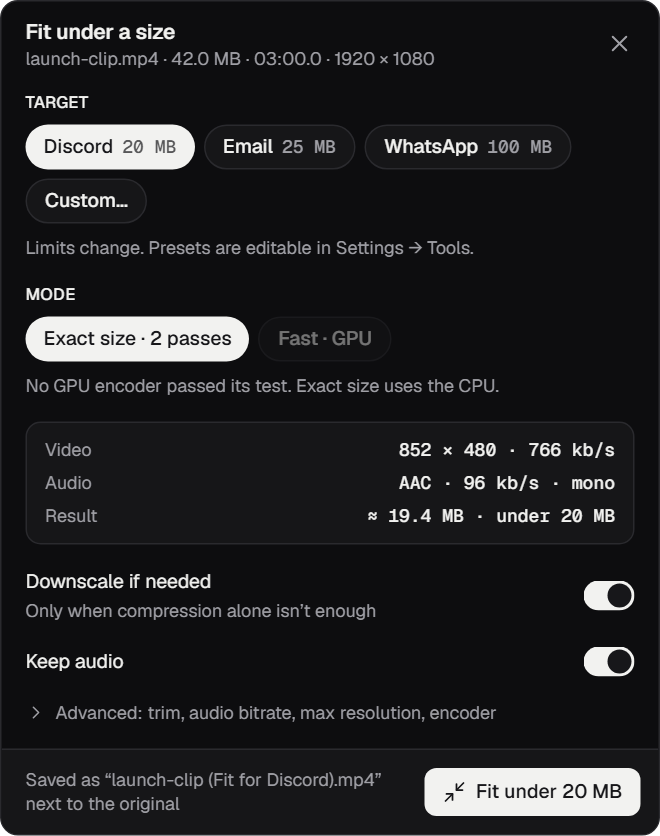 Fit under a size
launch-clip.mp4 · 42.0 MB · 03:00.0 · 1920 × 1080
TARGET
Discord 20 MB
Email 25 MB
WhatsApp 100 MB
Custom...
Limits change. Presets are editable in Settings → Tools.
MODE
Exact size · 2 passes
Fast · GPU
No GPU encoder passed its test. Exact size uses the CPU.
Video 852 × 480 · 766 kb/s
Audio AAC · 96 kb/s · mono
Result ≈ 19.4 MB · under 20 MB
Downscale if needed
Only when compression alone isn’t enough
Keep audio
Advanced: trim, audio bitrate, max resolution, encoder
Saved as “launch-clip (Fit for Discord).mp4”
next to the original
Fit under 20 MB